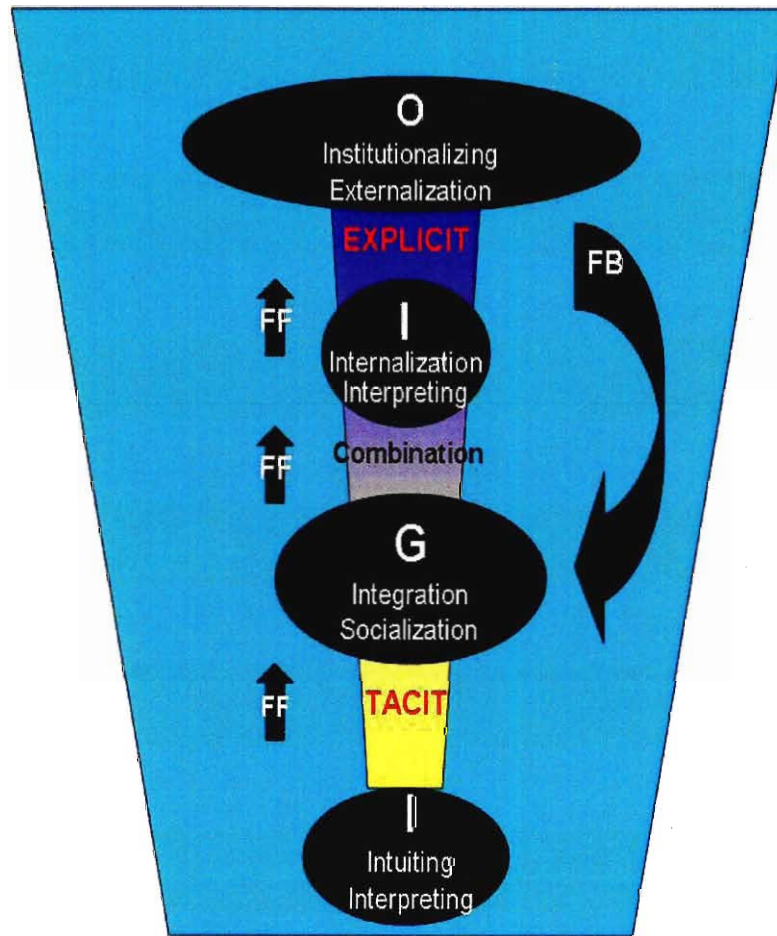 O
Institutionalizing
Externalization
EXPLICIT
FB
FF
I
Internalization
Interpreting
FF
Combination
G
Integration
Socialization
FF
TACIT
I
Intuiting
Interpreting